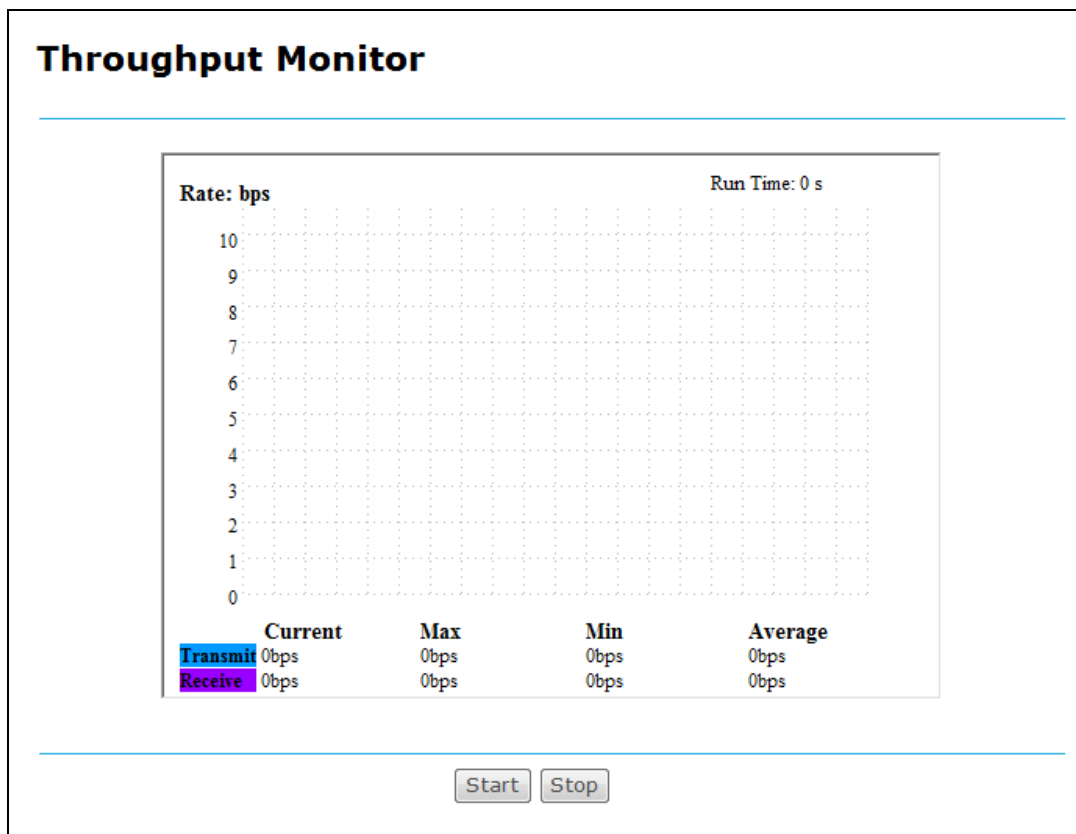 Throughput Monitor
Rate: bps
Run Time: 0 s
10
9
8
7
6
5
4
3
2
1
0
Current Max Min Average
Transmit 0bps 0bps 0bps 0bps
Receive 0bps 0bps 0bps 0bps
Start Stop